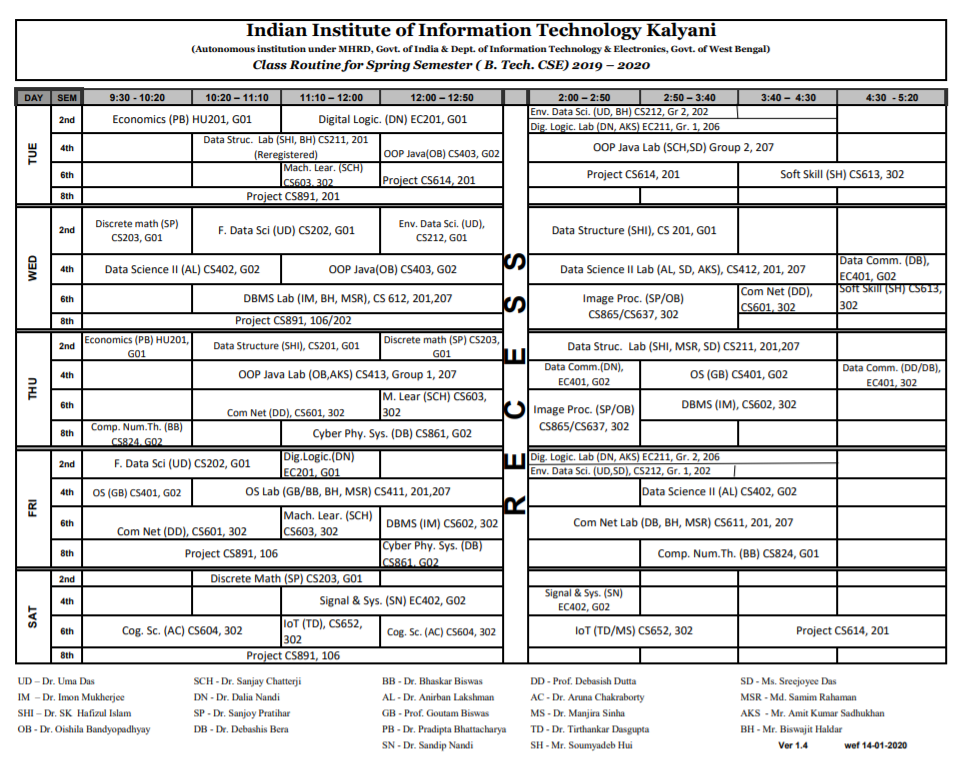 Indian Institute of Information Technology Kalyani
(Autonomous institution under MHRD, Govt. of India & Dept. of Information Technology & Electronics, Govt. of West Bengal)
Class Routine for Spring Semester ( B. Tech. CSE) 2019 – 2020
DAY SEM 9:30 - 10:20 10:20 – 11:10 11:10 – 12:00 12:00 – 12:50 2:00 – 2:50 2:50 – 3:40 3:40 – 4:30 4:30 - 5:20
RECESS
TUE
2nd Economics (PB) HU201, G01 Digital Logic. (DN) EC201, G01
Env. Data Sci. (UD, BH) CS212, Gr 2, 202
Dig. Logic. Lab (DN, AKS) EC211, Gr. 1, 206
4th
Data Struc. Lab (SHI, BH) CS211, 201
(Reregistered)
OOP Java(OB) CS403, G02
OOP Java Lab (SCH,SD) Group 2, 207
6th
Mach. Lear. (SCH)
CS603, 302
Project CS614, 201
Project CS614, 201
Soft Skill (SH) CS613, 302
8th Project CS891, 201
WED
2nd
Discrete math (SP)
CS203, G01
F. Data Sci (UD) CS202, G01
Env. Data Sci. (UD),
CS212, G01
Data Structure (SHI), CS 201, G01
4th Data Science II (AL) CS402, G02 OOP Java(OB) CS403, G02 Data Science II Lab (AL, SD, AKS), CS412, 201, 207
Data Comm. (DB),
EC401, G02
6th DBMS Lab (IM, BH, MSR), CS 612, 201,207
Image Proc. (SP/OB)
CS865/CS637, 302
Com Net (DD),
CS601, 302
Soft Skill (SH) CS613,
302
8th Project CS891, 106/202
THU
2nd
Economics (PB) HU201,
G01
Data Structure (SHI), CS201, G01
Discrete math (SP) CS203,
G01
Data Struc. Lab (SHI, MSR, SD) CS211, 201,207
4th OOP Java Lab (OB,AKS) CS413, Group 1, 207
Data Comm.(DN),
EC401, G02
OS (GB) CS401, G02
Data Comm. (DD/DB),
EC401, 302
6th Com Net (DD), CS601, 302
M. Lear (SCH) CS603,
302
Image Proc. (SP/OB)
CS865/CS637, 302
DBMS (IM), CS602, 302
8th
Comp. Num.Th. (BB)
CS824, G02
Cyber Phy. Sys. (DB) CS861, G02
FRI
2nd F. Data Sci (UD) CS202, G01
Dig.Logic.(DN)
EC201, G01
Dig. Logic. Lab (DN, AKS) EC211, Gr. 2, 206
Env. Data Sci. (UD,SD), CS212, Gr. 1, 202
4th OS (GB) CS401, G02 OS Lab (GB/BB, BH, MSR) CS411, 201,207 Data Science II (AL) CS402, G02
6th Com Net (DD), CS601, 302
Mach. Lear. (SCH)
CS603, 302
DBMS (IM) CS602, 302
Com Net Lab (DB, BH, MSR) CS611, 201, 207
8th Project CS891, 106
Cyber Phy. Sys. (DB)
CS861, G02
Comp. Num.Th. (BB) CS824, G01
SAT
2nd Discrete Math (SP) CS203, G01
4th Signal & Sys. (SN) EC402, G02
Signal & Sys. (SN)
EC402, G02
6th Cog. Sc. (AC) CS604, 302
IoT (TD), CS652,
302
Cog. Sc. (AC) CS604, 302
IoT (TD/MS) CS652, 302
Project CS614, 201
8th Project CS891, 106
UD – Dr. Uma Das SCH - Dr. Sanjay Chatterji BB - Dr. Bhaskar Biswas DD - Prof. Debasish Dutta SD - Ms. Sreejoyee Das
IM – Dr. Imon Mukherjee DN - Dr. Dalia Nandi AL - Dr. Anirban Lakshman AC - Dr. Aruna Chakraborty MSR - Md. Samim Rahaman
SHI – Dr. SK Hafizul Islam SP - Dr. Sanjoy Pratihar GB - Prof. Goutam Biswas MS - Dr. Manjira Sinha AKS - Mr. Amit Kumar Sadhukhan
OB - Dr. Oishila Bandyopadhyay DB - Dr. Debashis Bera PB - Dr. Pradipta Bhattacharya TD - Dr. Tirthankar Dasgupta BH - Mr. Biswajit Haldar
SN - Dr. Sandip Nandi SH - Mr. Soumyadeb Hui Ver 1.4 wef 14-01-2020